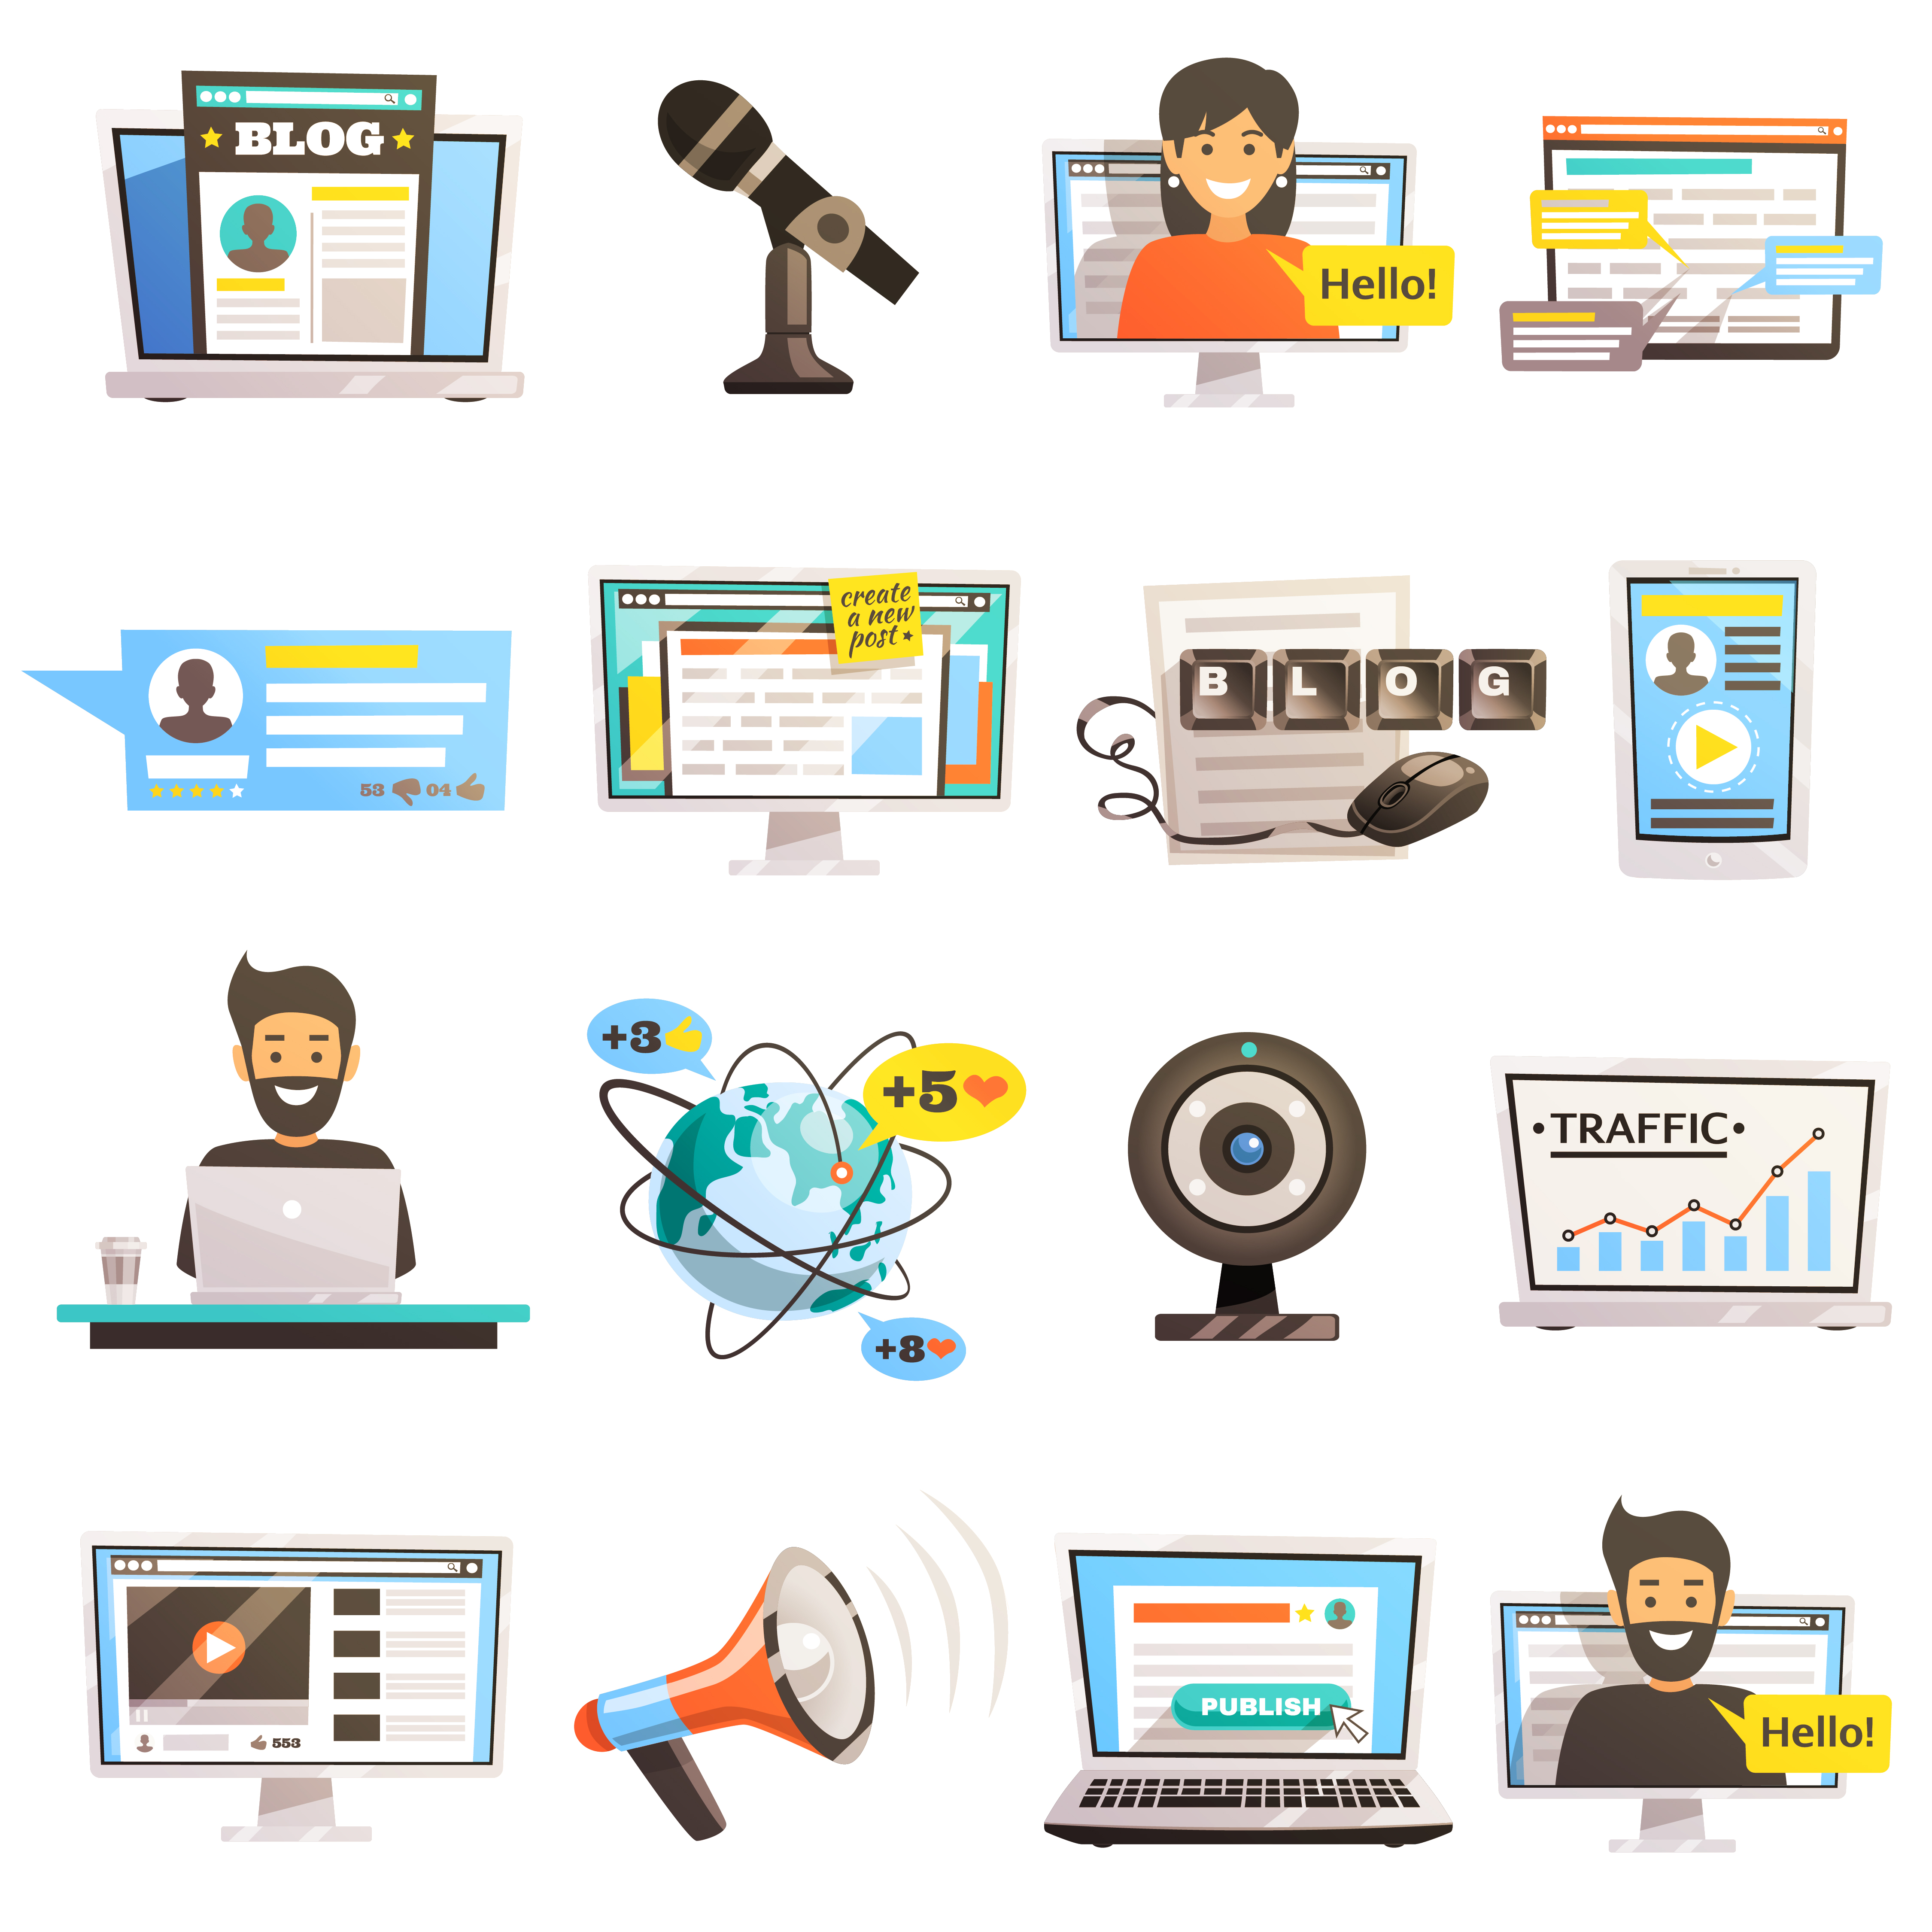 BLOG
Hello!
create
a new
post
53 04
B L O G
+3
+5
+8
TRAFFIC
553
PUBLISH
Hello!